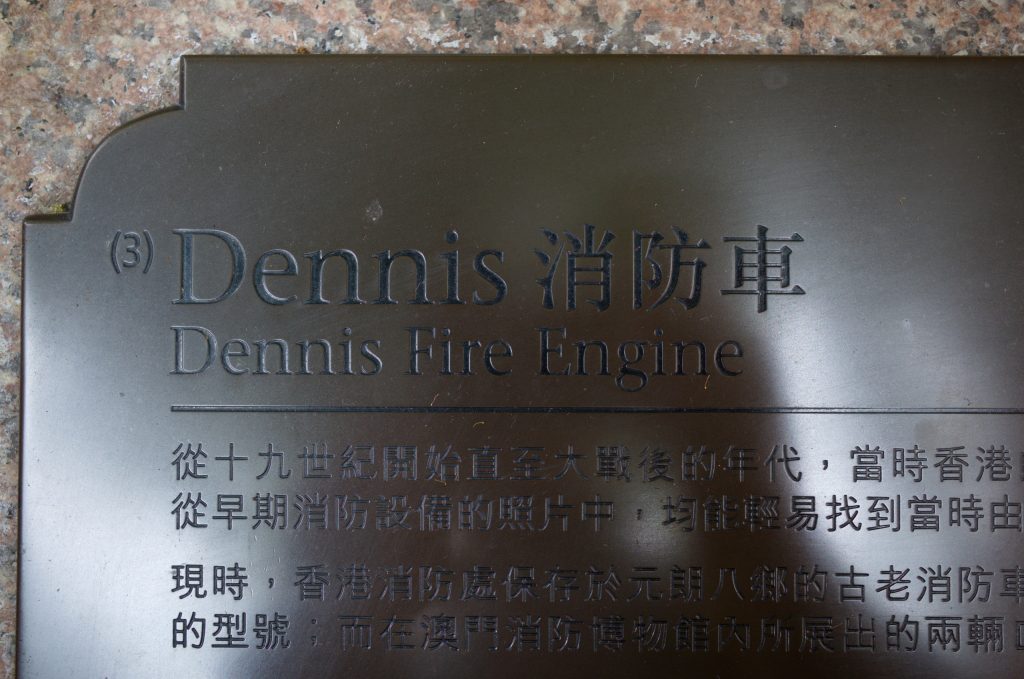 (3) Dennis 消防車
Dennis Fire Engine
從十九世紀開始直至大戰後的年代，當時香港
從早期消防設備的照片中，均能輕易找到當時由
現時，香港消防處保存於元朗八鄉的古老消防車
的型號；而在澳門消防博物館內所展出的兩輛